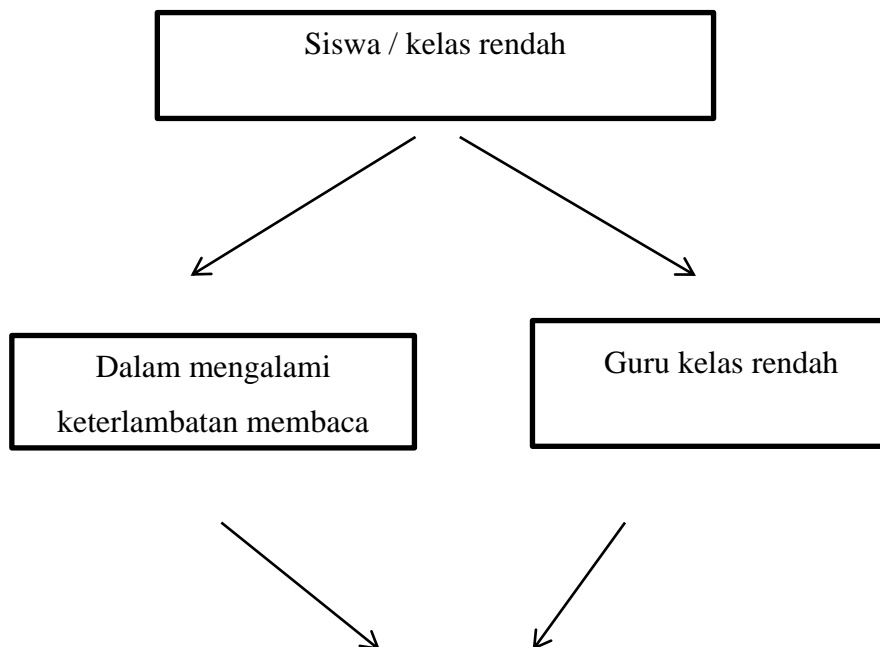 Siswa / kelas rendah
Dalam mengalami
keterlambatan membaca
Guru kelas rendah